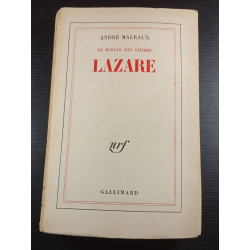 ANDRÉ MALRAUX
LE MIROIR DES LIMBES
LAZARE
nrf
GALLIMARD